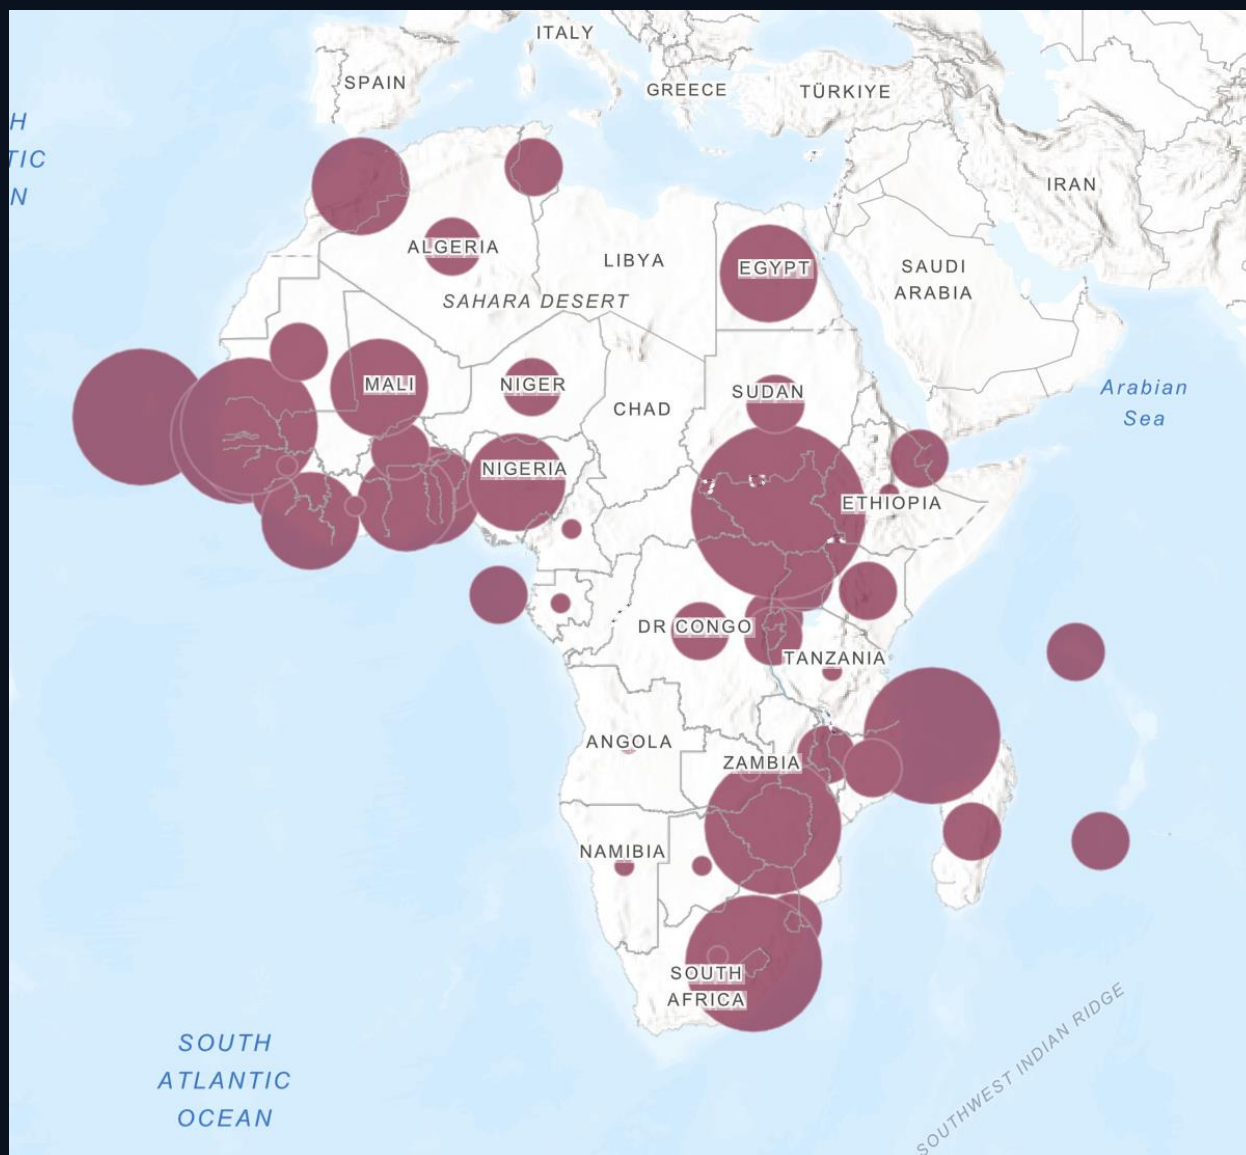 ITALY
SPAIN
GREECE
TÜRKIYE
H
TIC
N
IRAN
ALGERIA
LIBYA
EGYPT
SAUDI
ARABIA
SAHARA DESERT
MALI
NIGER
CHAD
SUDAN
Arabian
Sea
NIGERIA
ETHIOPIA
DR CONGO
TANZANIA
ANGOLA
ZAMBIA
NAMIBIA
SOUTH
AFRICA
SOUTH
ATLANTIC
OCEAN
SOUTHWEST INDIAN RIDGE